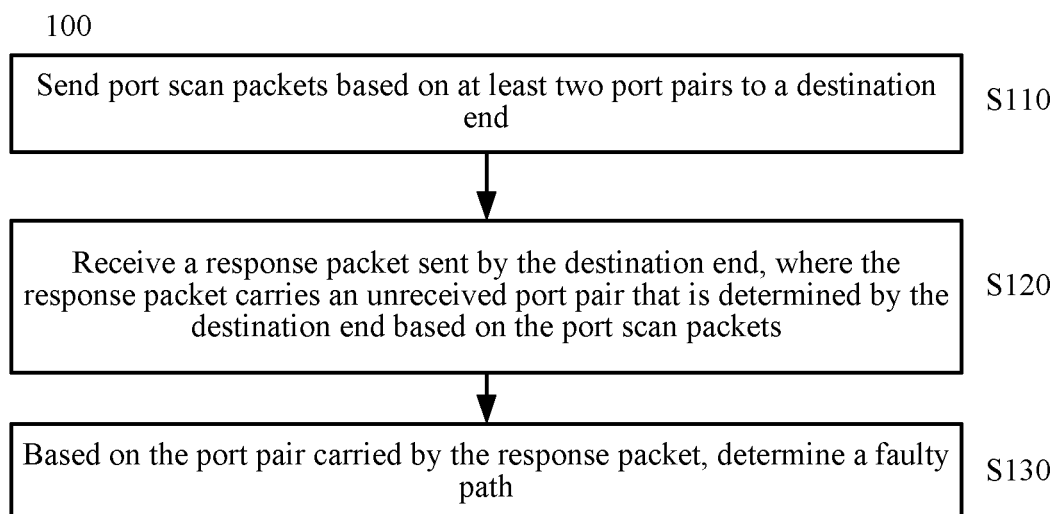 100
Send port scan packets based on at least two port pairs to a destination
end
S110
Receive a response packet sent by the destination end, where the
response packet carries an unreceived port pair that is determined by the
destination end based on the port scan packets
S120
Based on the port pair carried by the response packet, determine a faulty
path
S130